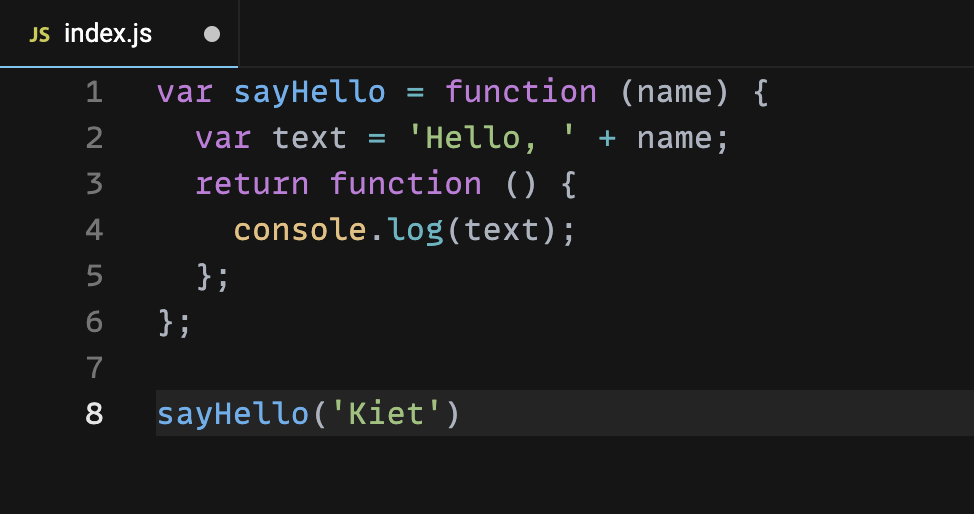 JS index.js
1 var sayHello = function (name) {
2   var text = 'Hello, ' + name;
3   return function () {
4     console.log(text);
5   };
6 };
7
8 sayHello('Kiet')